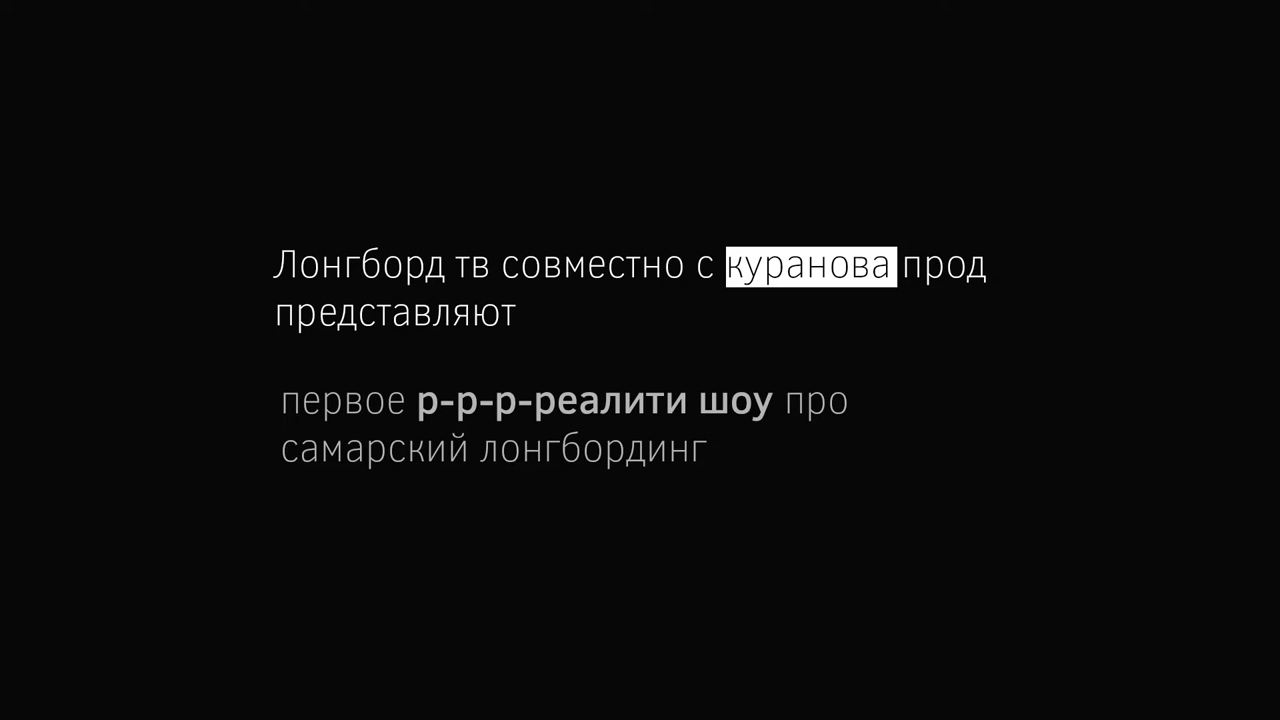 Лонгборд тв совместно с куранова прод
представляют
первое р-р-р-реалити шоу про
самарский лонгбординг